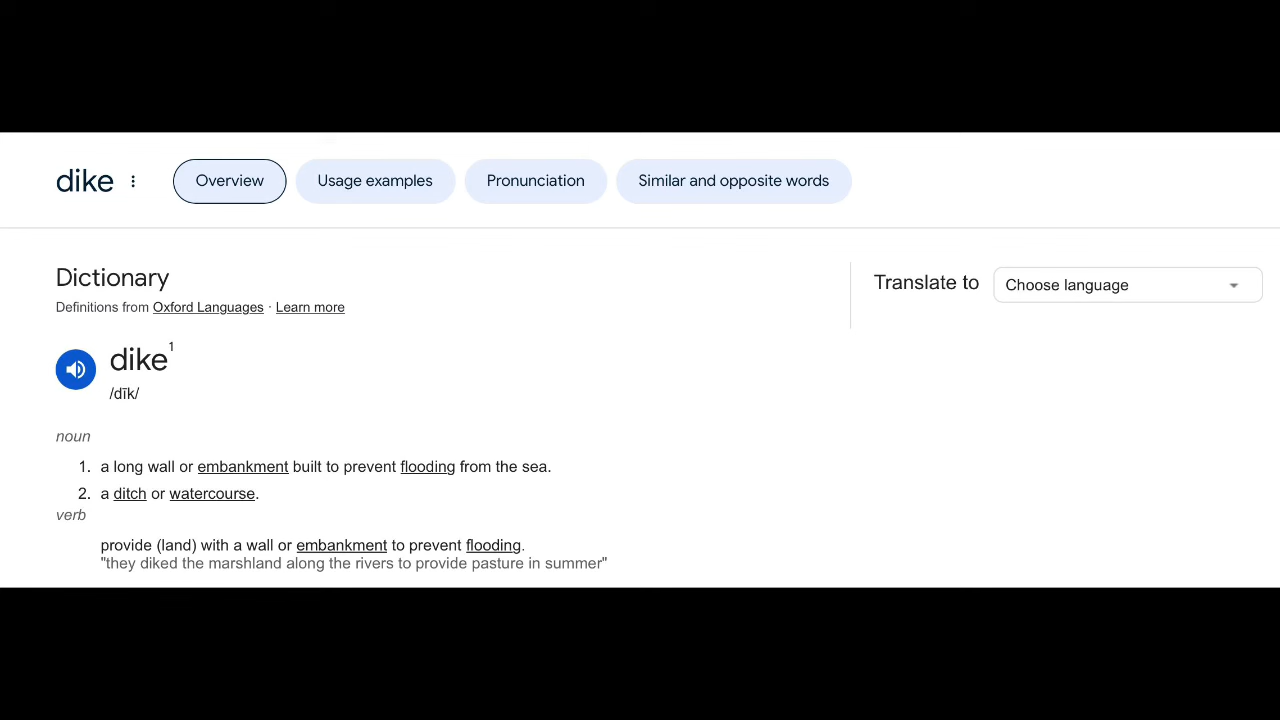 dike
Overview
Usage examples
Pronunciation
Similar and opposite words
Dictionary
Definitions from Oxford Languages · Learn more
Translate to
Choose language
dike¹
/dīk/
noun
1. a long wall or embankment built to prevent flooding from the sea.
2. a ditch or watercourse.
verb
provide (land) with a wall or embankment to prevent flooding.
"they diked the marshland along the rivers to provide pasture in summer"